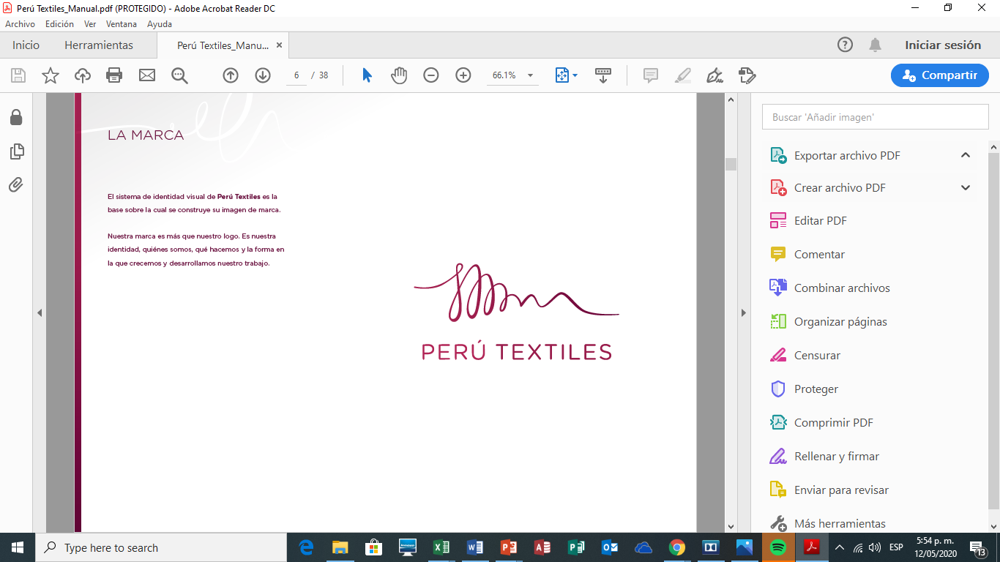 Perú Textiles_Manual.pdf (PROTEGIDO) - Adobe Acrobat Reader DC
Archivo Edición Ver Ventana Ayuda
Inicio Herramientas Perú Textiles_Manu... × Iniciar sesión
6 / 38 66.1% Compartir
LA MARCA
El sistema de identidad visual de Perú Textiles es la
base sobre la cual se construye su imagen de marca.
Nuestra marca es más que nuestro logo. Es nuestra
identidad, quiénes somos, qué hacemos y la forma en
la que crecemos y desarrollamos nuestro trabajo.
PERÚ TEXTILES
Buscar 'Añadir imagen'
Exportar archivo PDF
Crear archivo PDF
Editar PDF
Comentar
Combinar archivos
Organizar páginas
Censurar
Proteger
Comprimir PDF
Rellenar y firmar
Enviar para revisar
Más herramientas
Type here to search
ESP
5:54 p. m.
12/05/2020
13